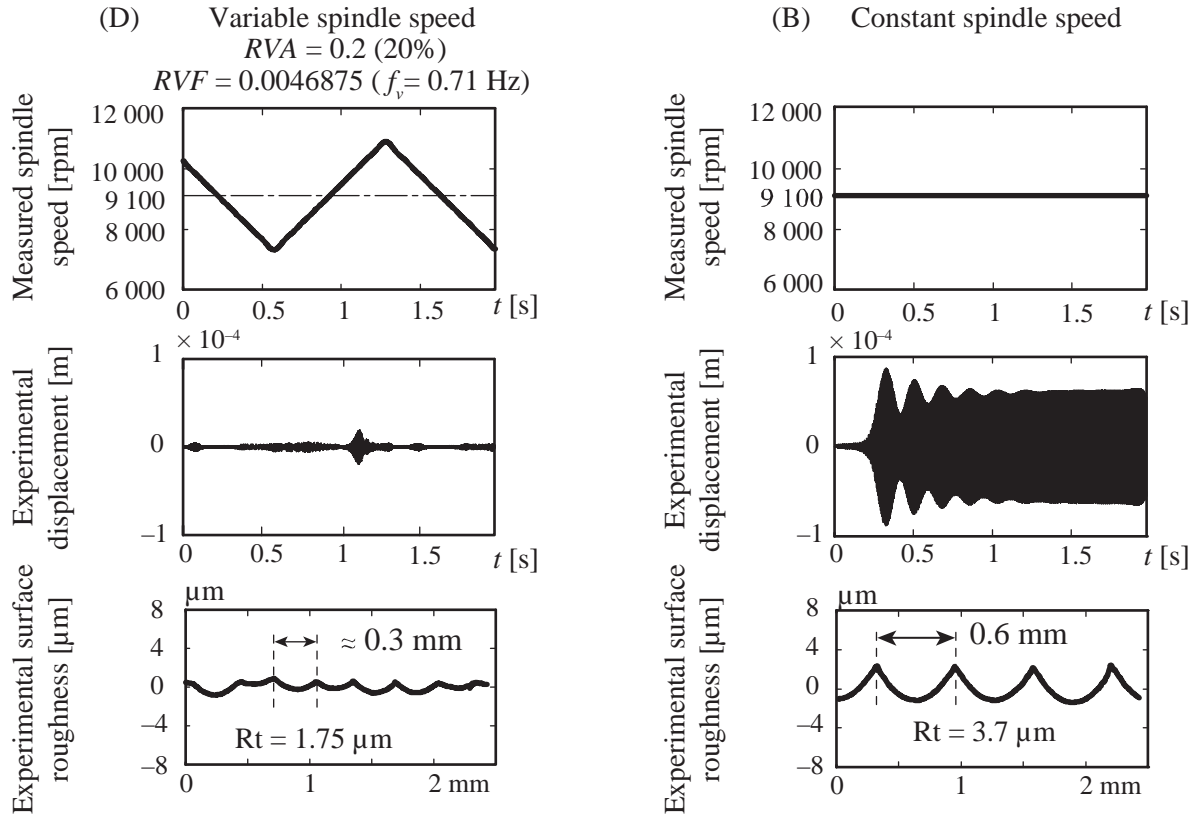 (D) Variable spindle speed
RVA = 0.2 (20%)
RVF = 0.0046875 ( f_v = 0.71 Hz)
Measured spindle
speed [rpm]
12 000
10 000
9 100
8 000
6 000
0 0.5 1 1.5 t [s]
Experimental
displacement [m]
1 × 10⁻⁴
0
–1
0 0.5 1 1.5 t [s]
Experimental surface
roughness [µm]
µm
8
4
0
–4
–8
≈ 0.3 mm
Rt = 1.75 µm
0 1 2 mm
(B) Constant spindle speed
Measured spindle
speed [rpm]
12 000
10 000
9 100
8 000
6 000
0 0.5 1 1.5 t [s]
Experimental
displacement [m]
1 × 10⁻⁴
0
–1
0 0.5 1 1.5 t [s]
Experimental surface
roughness [µm]
µm
8
4
0
–4
–8
0.6 mm
Rt = 3.7 µm
0 1 2 mm